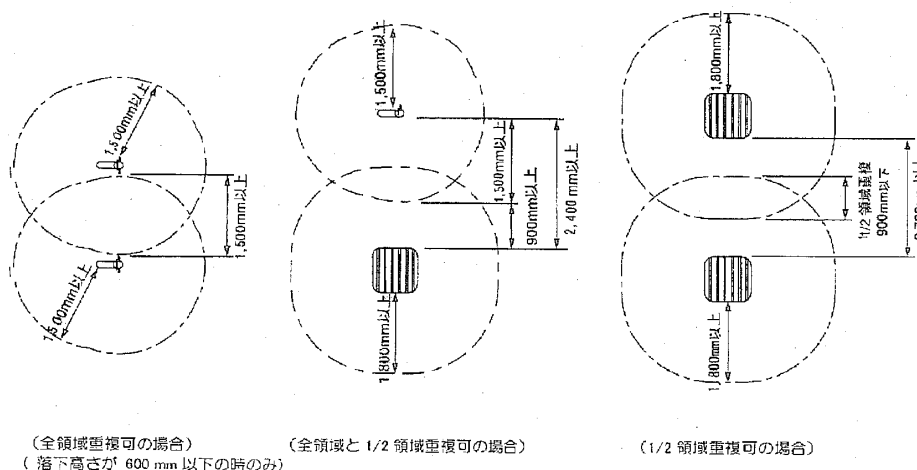 1,500mm以上
1,500mm以上
1,500mm以上
1,500mm以上
1,500mm以上
900mm以上
2,400mm以上
1,800mm以上
1,800mm以上
1/2 領域重複
900mm以下
1,800mm以上
(全領域重複可の場合)
( 落下高さが 600 mm 以下の時のみ)
(全領域と 1/2 領域重複可の場合)
(1/2 領域重複可の場合)